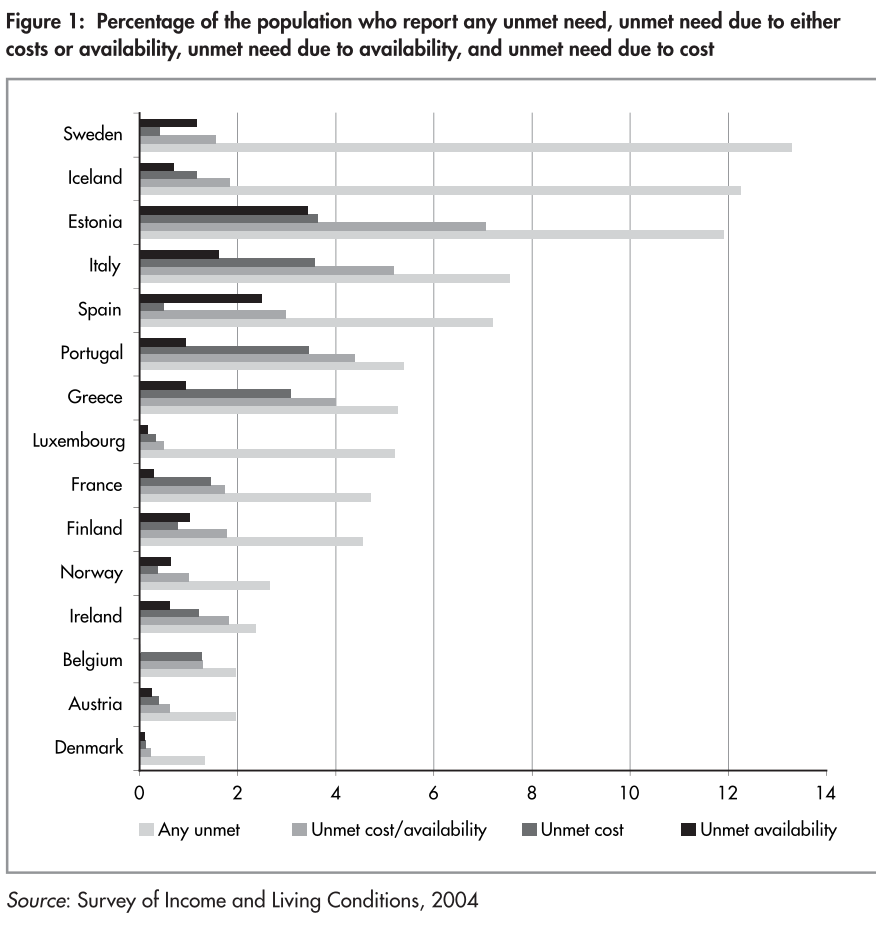 Figure 1: Percentage of the population who report any unmet need, unmet need due to either
costs or availability, unmet need due to availability, and unmet need due to cost
Sweden
Iceland
Estonia
Italy
Spain
Portugal
Greece
Luxembourg
France
Finland
Norway
Ireland
Belgium
Austria
Denmark
0 2 4 6 8 10 12 14
Any unmet Unmet cost/availability Unmet cost Unmet availability
Source: Survey of Income and Living Conditions, 2004